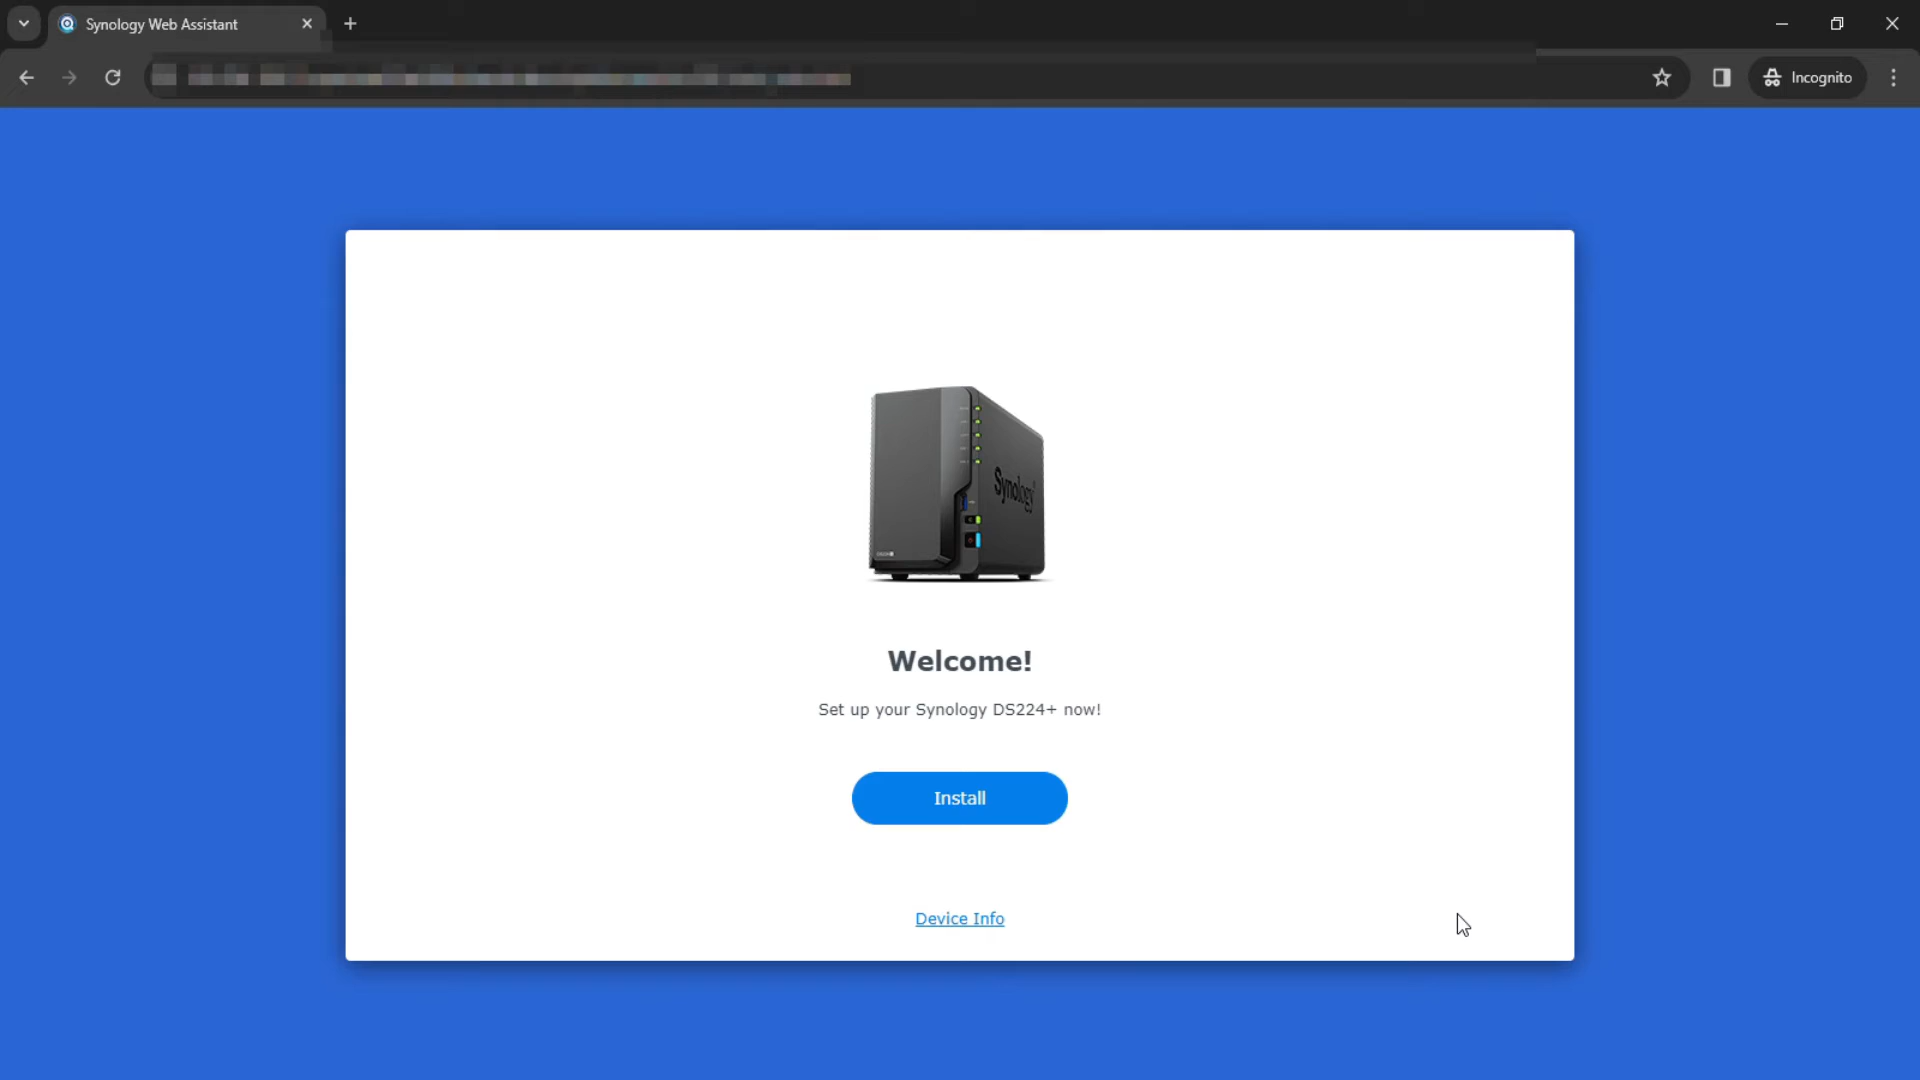 Synology Web Assistant
Incognito
Synology
Welcome!
Set up your Synology DS224+ now!
Install
Device Info